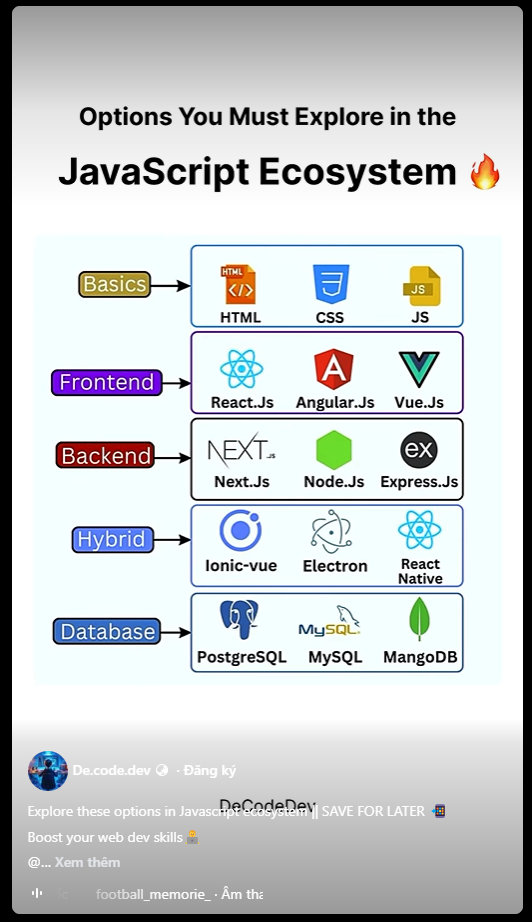 Options You Must Explore in the
JavaScript Ecosystem 🔥
Basics
HTML
</>
HTML
CSS
JS
JS
Frontend
React.Js
Angular.Js
Vue.Js
Backend
NEXT.JS
Next.Js
Node.Js
ex
Express.Js
Hybrid
Ionic-vue
Electron
React
Native
Database
PostgreSQL
MySQL
MySQL
MangoDB
De.code.dev · Đăng ký
DeCodeDev
Explore these options in Javascript ecosystem || SAVE FOR LATER
Boost your web dev skills
@... Xem thêm
football_memorie_ · Âm tha